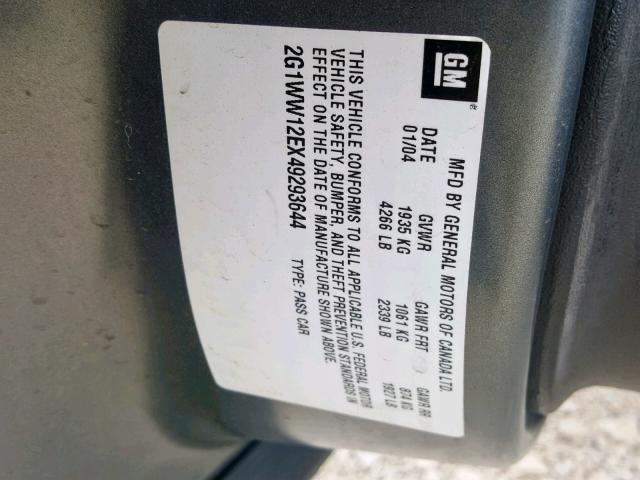 GM
MFD BY GENERAL MOTORS OF CANADA LTD.
DATE GVWR GAWR FRT GAWR RR
01/04 1935 KG 1061 KG 874 KG
4266 LB 2339 LB 1927 LB
THIS VEHICLE CONFORMS TO ALL APPLICABLE U.S. FEDERAL MOTOR
VEHICLE SAFETY, BUMPER, AND THEFT PREVENTION STANDARDS IN
EFFECT ON THE DATE OF MANUFACTURE SHOWN ABOVE.
2G1WW12EX49293644 TYPE: PASS CAR